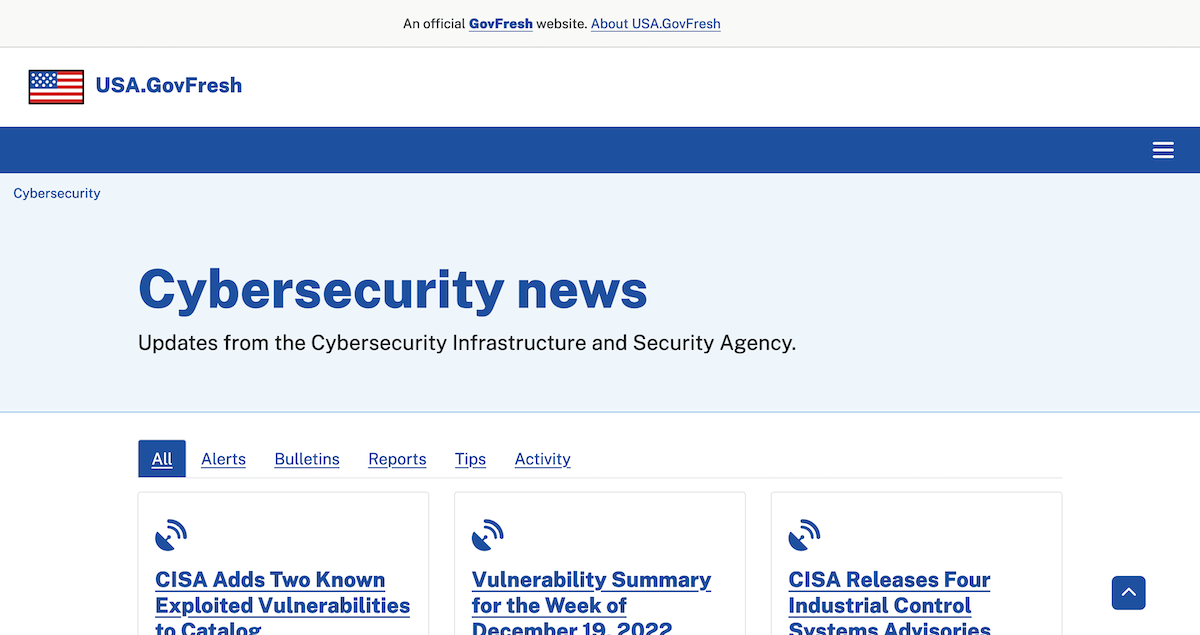 An official GovFresh website. About USA.GovFresh
USA.GovFresh
Cybersecurity
Cybersecurity news
Updates from the Cybersecurity Infrastructure and Security Agency.
All Alerts Bulletins Reports Tips Activity
CISA Adds Two Known
Exploited Vulnerabilities
to Catalog
Vulnerability Summary
for the Week of
December 19, 2022
CISA Releases Four
Industrial Control
Systems Advisories